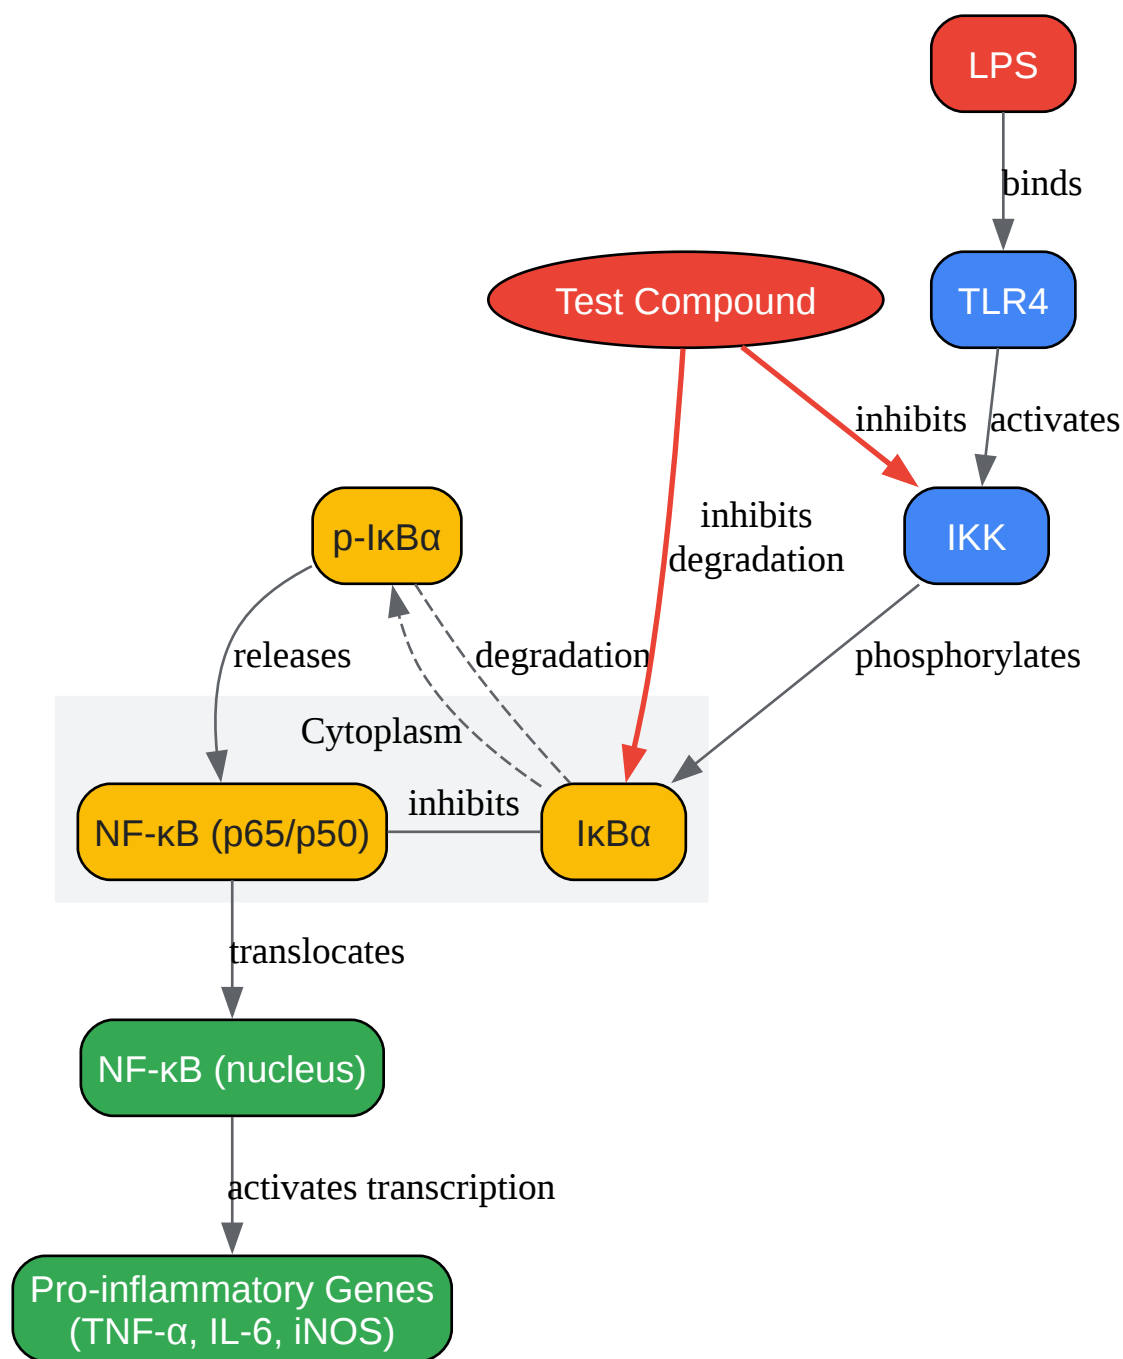 LPS
binds
Test Compound
TLR4
inhibits
activates
inhibits
degradation
p-IκBα
IKK
releases
degradation
phosphorylates
Cytoplasm
inhibits
NF-κB (p65/p50)
IκBα
translocates
NF-κB (nucleus)
activates transcription
Pro-inflammatory Genes
(TNF-α, IL-6, iNOS)